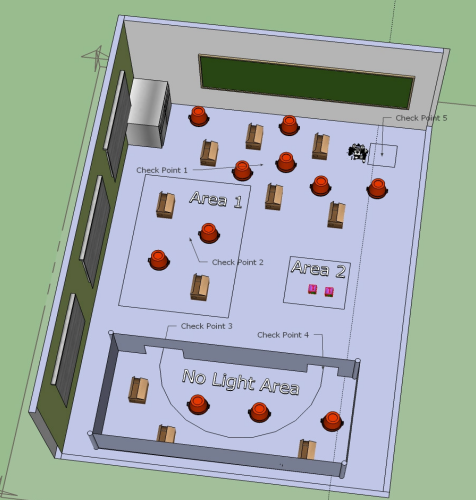 Check Point 5
Check Point 1
Area 1
Check Point 2
Area 2
Check Point 3
Check Point 4
No Light Area